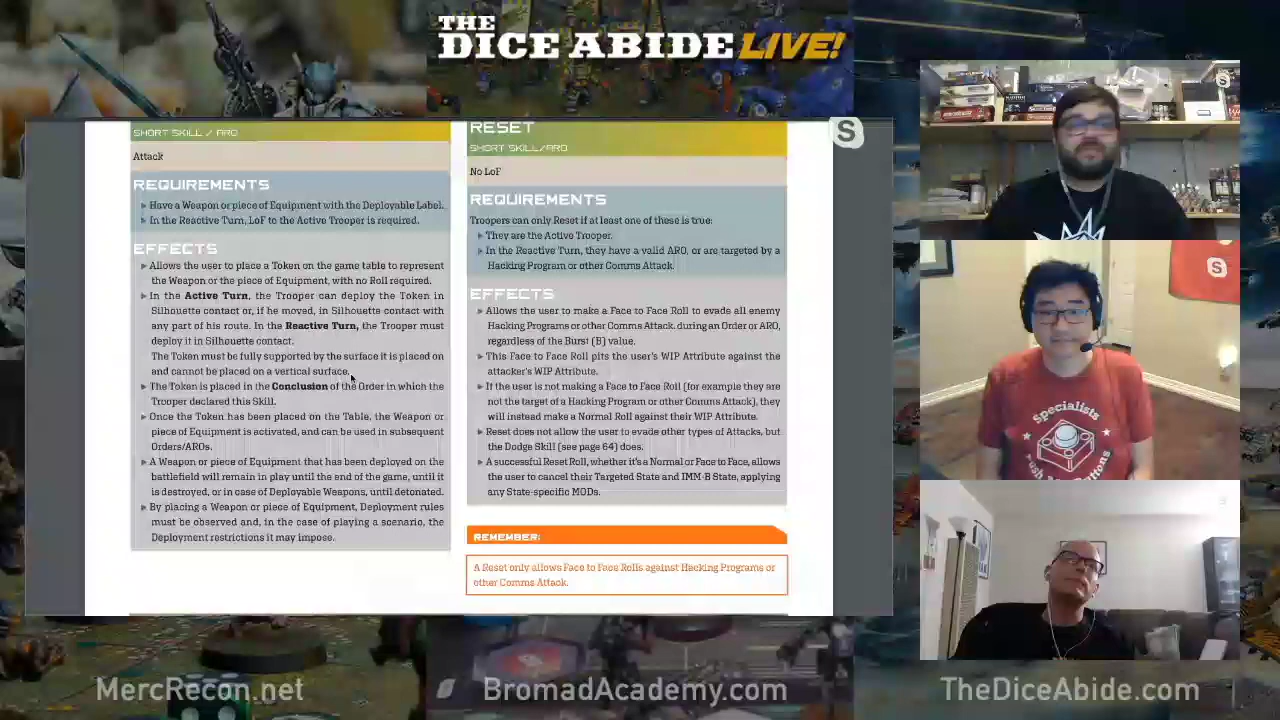 THE
DICE ABIDE LIVE!
SHORT SKILL / ARO
Attack
REQUIREMENTS
▶ Have a Weapon or piece of Equipment with the Deployable Label.
▶ In the Reactive Turn, LoF to the Active Trooper is required.
EFFECTS
▶ Allows the user to place a Token on the game table to represent
the Weapon or the piece of Equipment, with no Roll required.
▶ In the Active Turn, the Trooper can deploy the Token in
Silhouette contact or, if he moved, in Silhouette contact with
any part of his route. In the Reactive Turn, the Trooper must
deploy it in Silhouette contact.
The Token must be fully supported by the surface it is placed on
and cannot be placed on a vertical surface.
▶ The Token is placed in the Conclusion of the Order in which the
Trooper declared this Skill.
▶ Once the Token has been placed on the Table, the Weapon or
piece of Equipment is activated, and can be used in subsequent
Orders/AROs.
▶ A Weapon or piece of Equipment that has been deployed on the
battlefield will remain in play until the end of the game, until it
is destroyed, or in case of Deployable Weapons, until detonated.
▶ By placing a Weapon or piece of Equipment, Deployment rules
must be observed and, in the case of playing a scenario, the
Deployment restrictions it may impose.
RESET
SHORT SKILL/ARO
No LoF
REQUIREMENTS
Troopers can only Reset if at least one of these is true:
▶ They are the Active Trooper.
▶ In the Reactive Turn, they have a valid ARO, or are targeted by a
Hacking Program or other Comms Attack.
EFFECTS
▶ Allows the user to make a Face to Face Roll to evade all enemy
Hacking Programs or other Comms Attack, during an Order or ARO,
regardless of the Burst (B) value.
▶ This Face to Face Roll pits the user's WIP Attribute against the
attacker's WIP Attribute.
▶ If the user is not making a Face to Face Roll (for example they are
not the target of a Hacking Program or other Comms Attack), they
will instead make a Normal Roll against their WIP Attribute.
▶ Reset does not allow the user to evade other types of Attacks, but
the Dodge Skill (see page 64) does.
▶ A successful Reset Roll, whether it's a Normal or Face to Face, allows
the user to cancel their Targeted State and IMM-B State, applying
any State-specific MODs.
REMEMBER:
A Reset only allows Face to Face Rolls against Hacking Programs or
other Comms Attack.
S
S
S
Specialists
MercRecon.net
BromadAcademy.com
TheDiceAbide.com